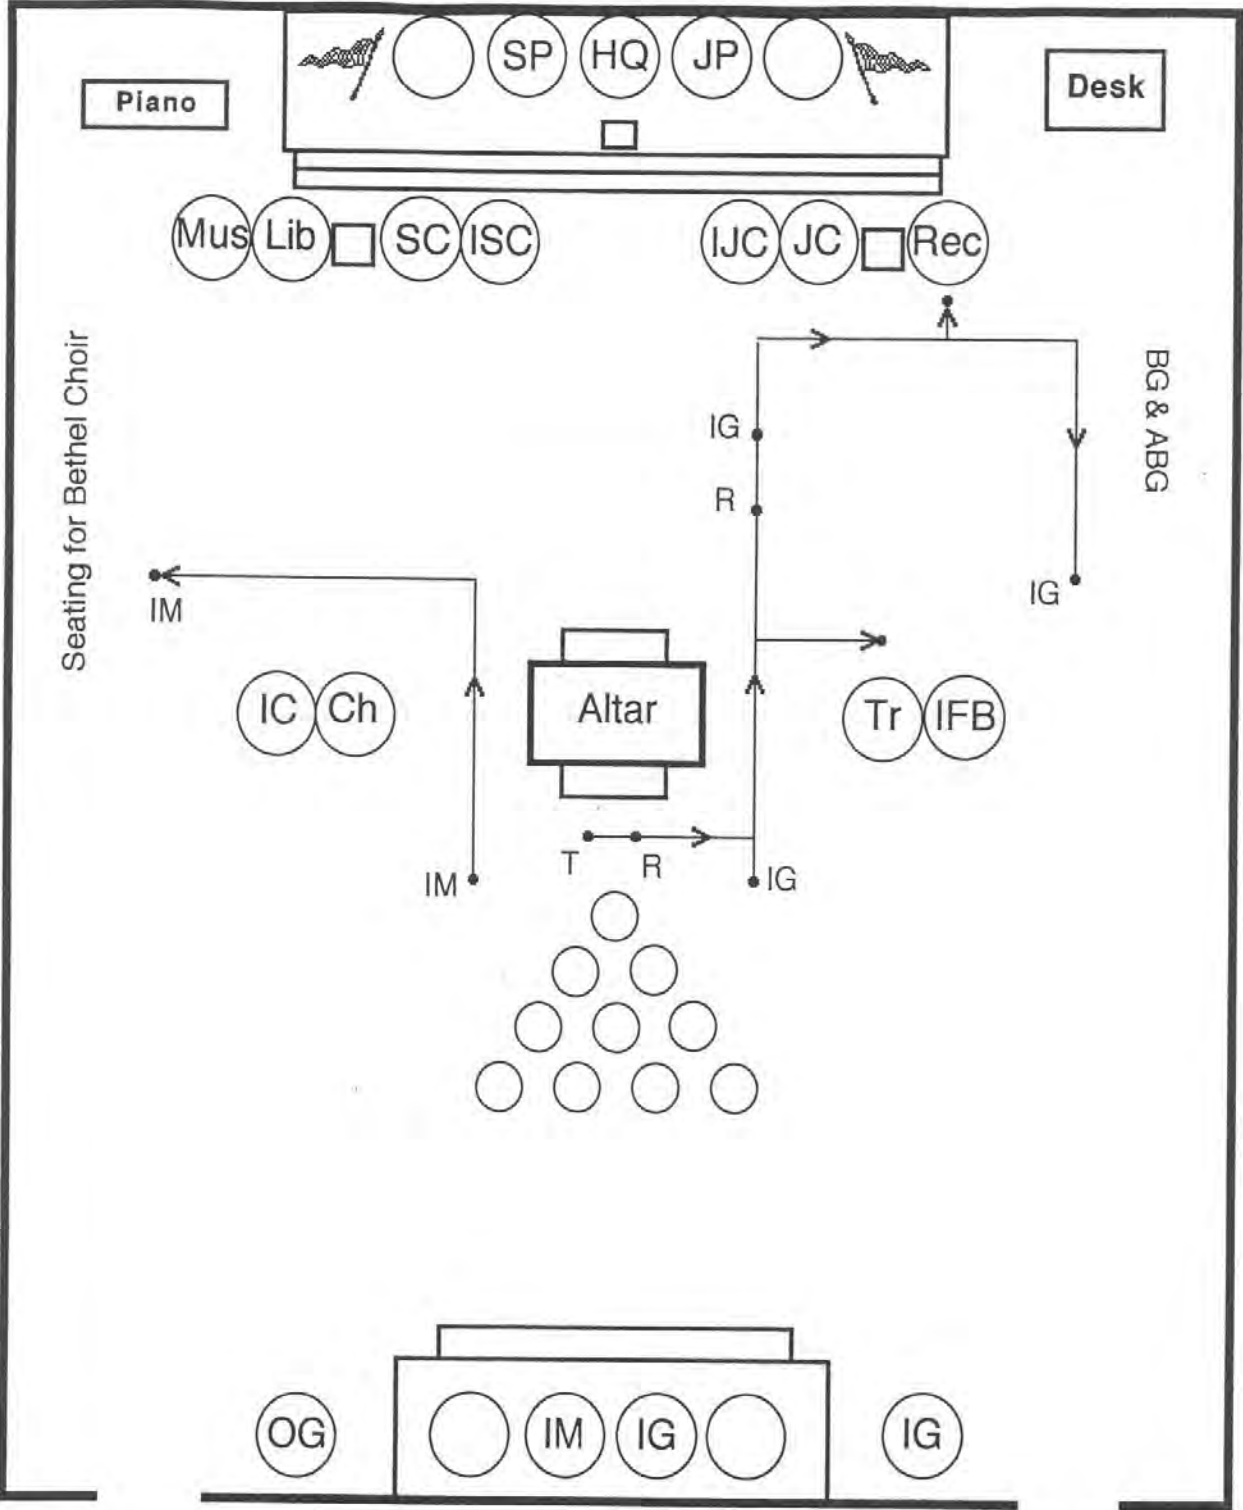 SP HQ JP
Piano
Desk
Mus Lib SC ISC IJC JC Rec
Seating for Bethel Choir
BG & ABG
IG
R
IM
IG
IC Ch Altar Tr IFB
T R
IM IG
OG IM IG IG